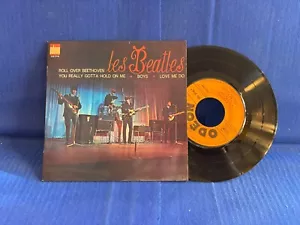 les Beatles
ROLL OVER BEETHOVEN
YOU REALLY GOTTA HOLD ON ME - BOYS - LOVE ME DO
ODEON